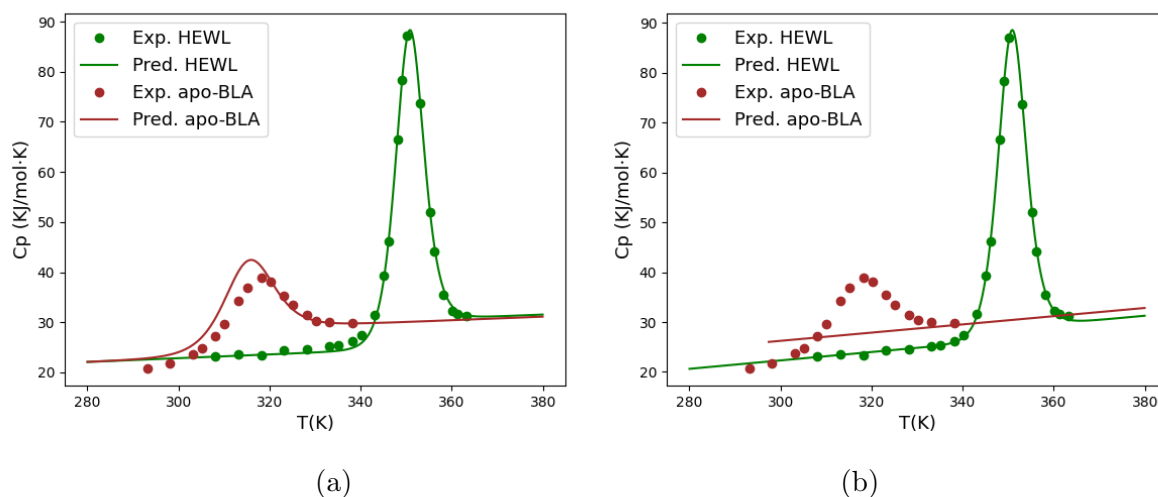 Exp. HEWL
Pred. HEWL
Exp. apo-BLA
Pred. apo-BLA
90
80
70
60
50
40
30
20
Cp (KJ/mol·K)
280
300
320
340
360
380
T(K)
(a)
Exp. HEWL
Pred. HEWL
Exp. apo-BLA
Pred. apo-BLA
90
80
70
60
50
40
30
20
Cp (KJ/mol·K)
280
300
320
340
360
380
T(K)
(b)